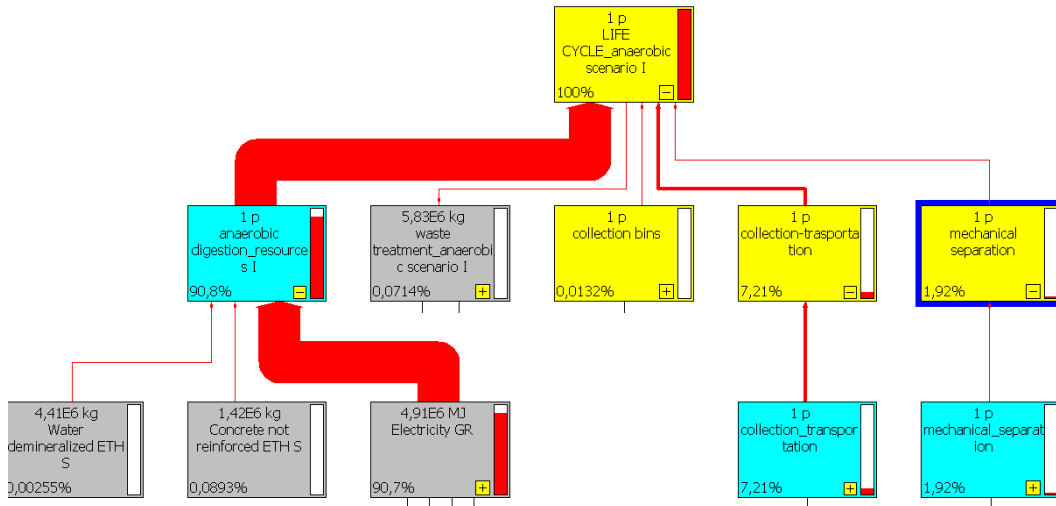 1 p
LIFE
CYCLE_anaerobic
scenario I
100%
1 p
anaerobic
digestion_resource
s I
90,8%
5,83E6 kg
waste
treatment_anaerobi
c scenario I
0,0714%
1 p
collection bins
0,0132%
1 p
collection-trasporta
tion
7,21%
1 p
mechanical
separation
1,92%
4,41E6 kg
Water
demineralized ETH
S
0,00255%
1,42E6 kg
Concrete not
reinforced ETH S
0,0893%
4,91E6 MJ
Electricity GR
90,7%
1 p
collection_transpor
tation
7,21%
1 p
mechanical_separat
ion
1,92%